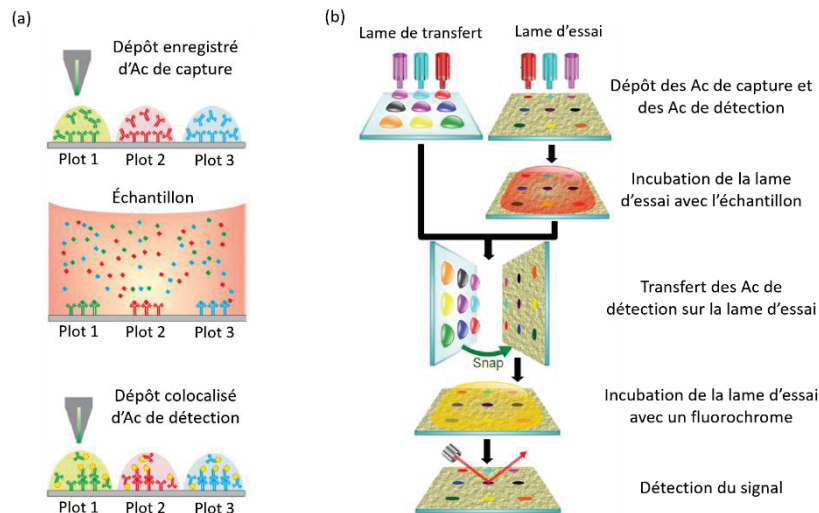 (a)
Dépôt enregistré
d'Ac de capture
Plot 1 Plot 2 Plot 3
Échantillon
Plot 1 Plot 2 Plot 3
Dépôt colocalisé
d'Ac de détection
Plot 1 Plot 2 Plot 3
(b)
Lame de transfert Lame d'essai
Dépôt des Ac de capture et
des Ac de détection
Incubation de la lame
d'essai avec l'échantillon
Transfert des Ac de
détection sur la lame d'essai
Snap
Incubation de la lame d'essai
avec un fluorochrome
Détection du signal